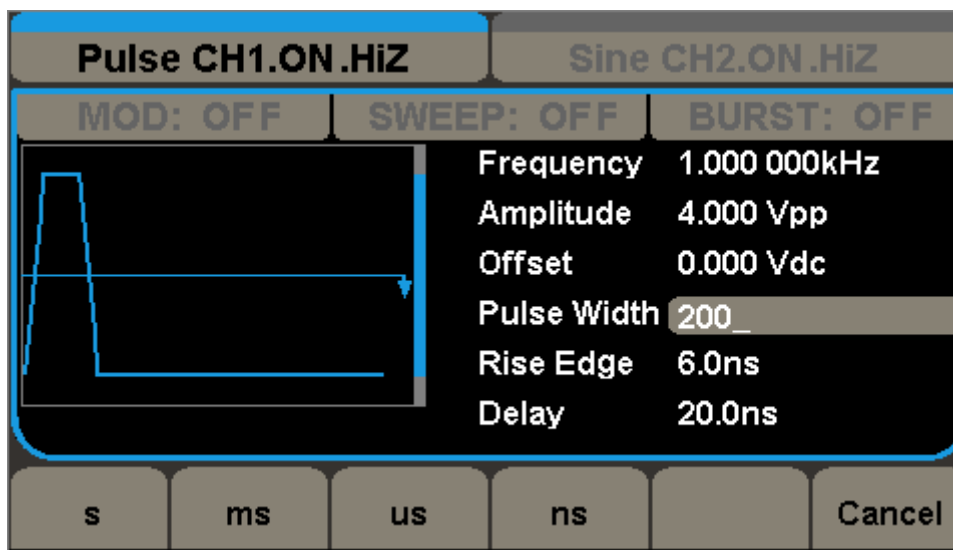 Pulse CH1.ON.HiZ
Sine CH2.ON.HiZ
MOD: OFF
SWEEP: OFF
BURST: OFF
Frequency 1.000 000kHz
Amplitude 4.000 Vpp
Offset 0.000 Vdc
Pulse Width 200_
Rise Edge 6.0ns
Delay 20.0ns
s ms us ns Cancel